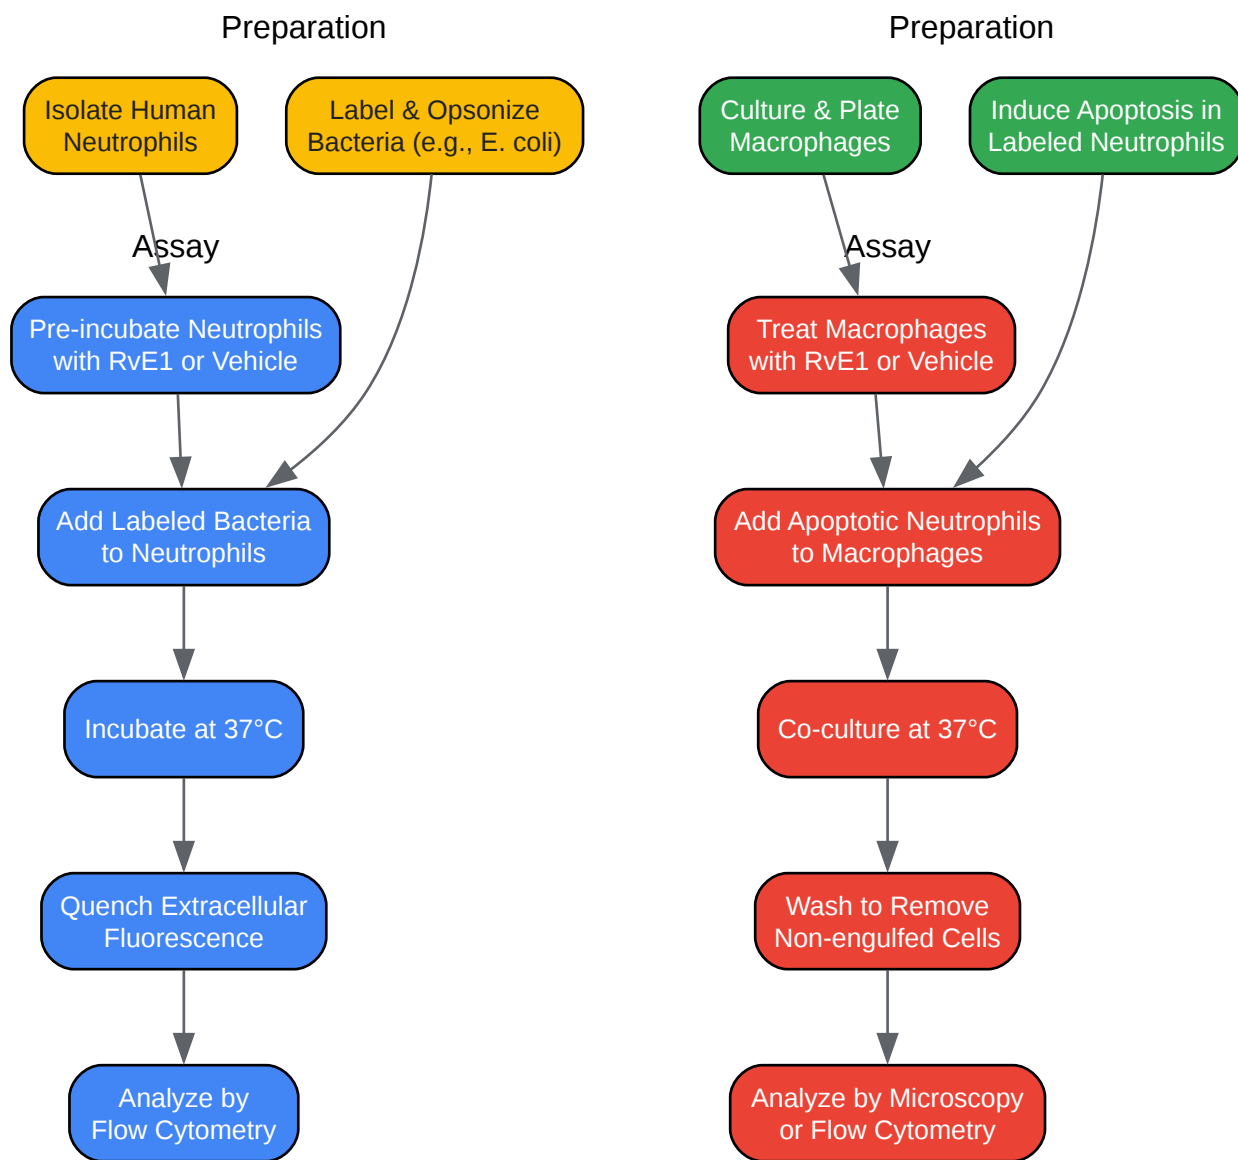 Preparation
Isolate Human
Neutrophils
Label & Opsonize
Bacteria (e.g., E. coli)
Assay
Pre-incubate Neutrophils
with RvE1 or Vehicle
Add Labeled Bacteria
to Neutrophils
Incubate at 37°C
Quench Extracellular
Fluorescence
Analyze by
Flow Cytometry
Preparation
Culture & Plate
Macrophages
Induce Apoptosis in
Labeled Neutrophils
Assay
Treat Macrophages
with RvE1 or Vehicle
Add Apoptotic Neutrophils
to Macrophages
Co-culture at 37°C
Wash to Remove
Non-engulfed Cells
Analyze by Microscopy
or Flow Cytometry